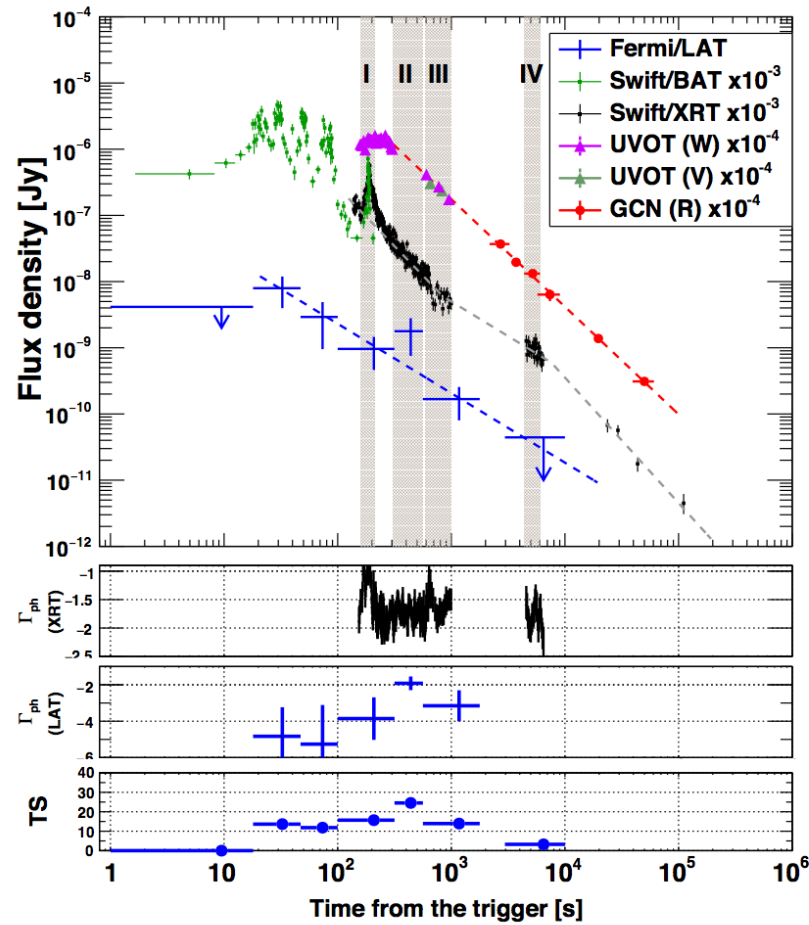 10⁻⁴
10⁻⁵
10⁻⁶
10⁻⁷
10⁻⁸
10⁻⁹
10⁻¹⁰
10⁻¹¹
10⁻¹²
Flux density [Jy]
I II III IV
Fermi/LAT
Swift/BAT x10⁻³
Swift/XRT x10⁻³
UVOT (W) x10⁻⁴
UVOT (V) x10⁻⁴
GCN (R) x10⁻⁴
Γph
(XRT)
−1
−1.5
−2
−2.5
Γph
(LAT)
−2
−4
−6
TS
40
30
20
10
0
1 10 10² 10³ 10⁴ 10⁵ 10⁶
Time from the trigger [s]